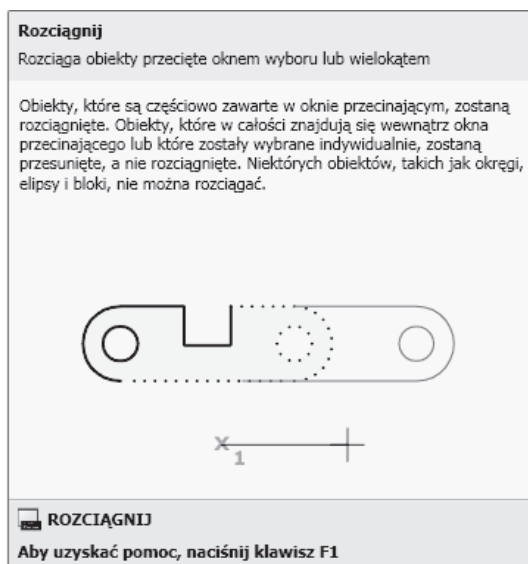 Rozciągnij
Rozciąga obiekty przecięte oknem wyboru lub wielokątem
Obiekty, które są częściowo zawarte w oknie przecinającym, zostaną
rozciągnięte. Obiekty, które w całości znajdują się wewnątrz okna
przecinającego lub które zostały wybrane indywidualnie, zostaną
przesunięte, a nie rozciągnięte. Niektórych obiektów, takich jak okręgi,
elipsy i bloki, nie można rozciągać.
1
ROZCIĄGNIJ
Aby uzyskać pomoc, naciśnij klawisz F1